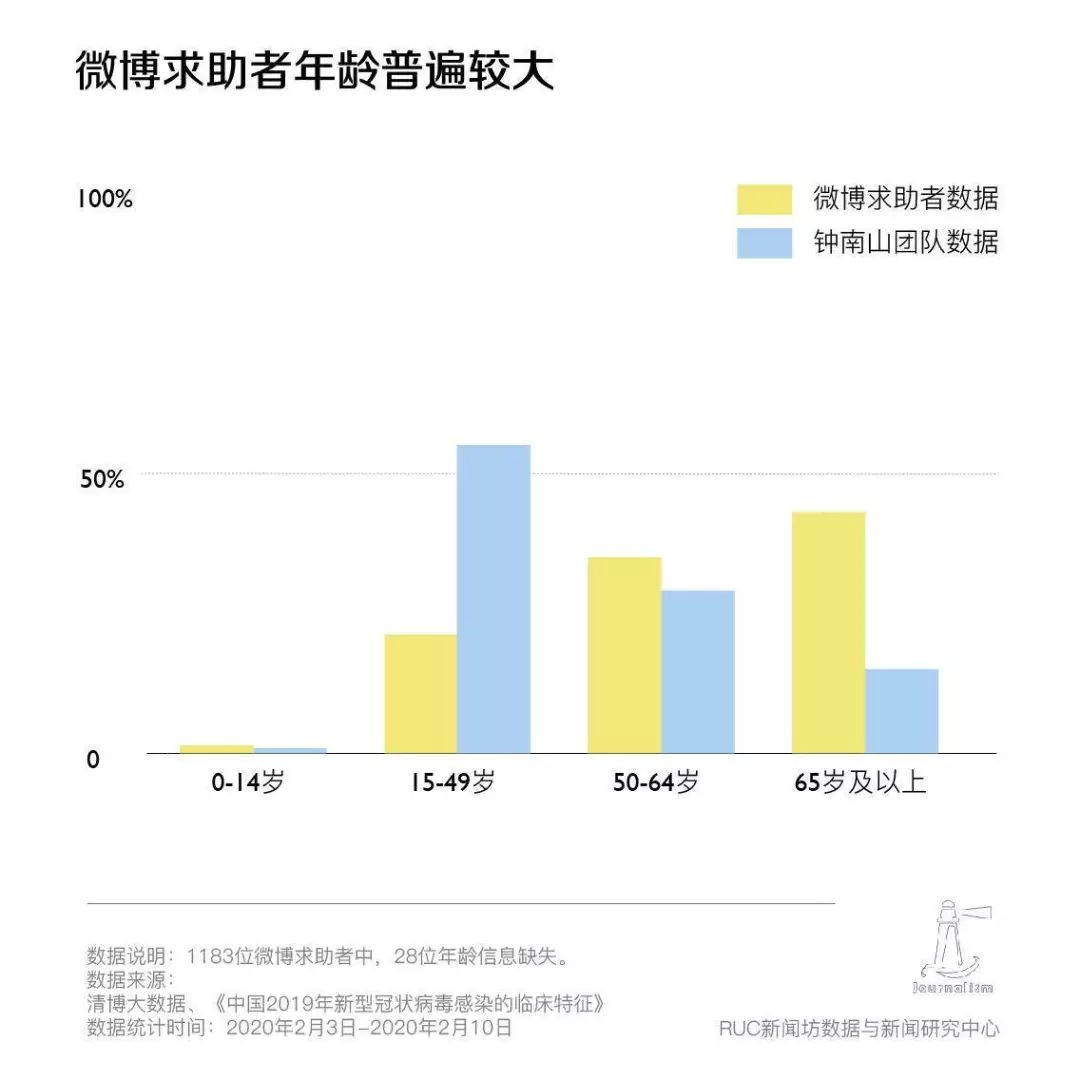 微博求助者年龄普遍较大
100%
微博求助者数据
钟南山团队数据
50%
0
0-14岁
15-49岁
50-64岁
65岁及以上
数据说明：1183位微博求助者中，28位年龄信息缺失。
数据来源：
清博大数据、《中国2019年新型冠状病毒感染的临床特征》
数据统计时间：2020年2月3日-2020年2月10日
Journalism
RUC新闻坊数据与新闻研究中心